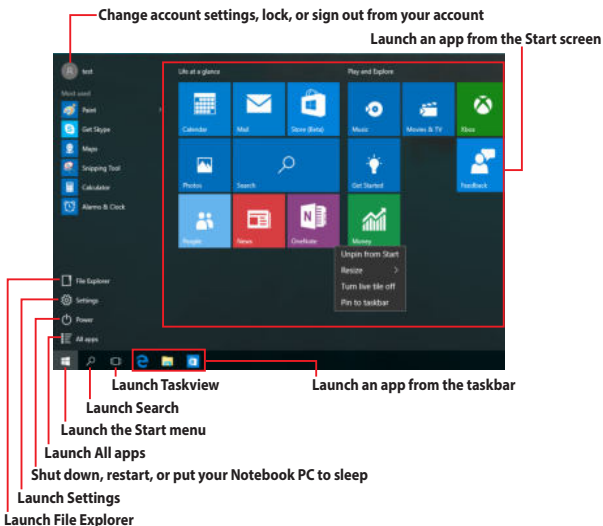 Change account settings, lock, or sign out from your account
Launch an app from the Start screen
test
Most used
Paint
Get Skype
Maps
Snipping Tool
Calculator
Alarms & Clock
File Explorer
Settings
Power
All apps
Life at a glance
Play and Explore
Calendar
Mail
Store (Beta)
Music
Movies & TV
Xbox
Photos
Search
Get Started
Feedback
People
News
OneNote
Money
Unpin from Start
Resize
Turn live tile off
Pin to taskbar
Launch Taskview
Launch an app from the taskbar
Launch Search
Launch the Start menu
Launch All apps
Shut down, restart, or put your Notebook PC to sleep
Launch Settings
Launch File Explorer